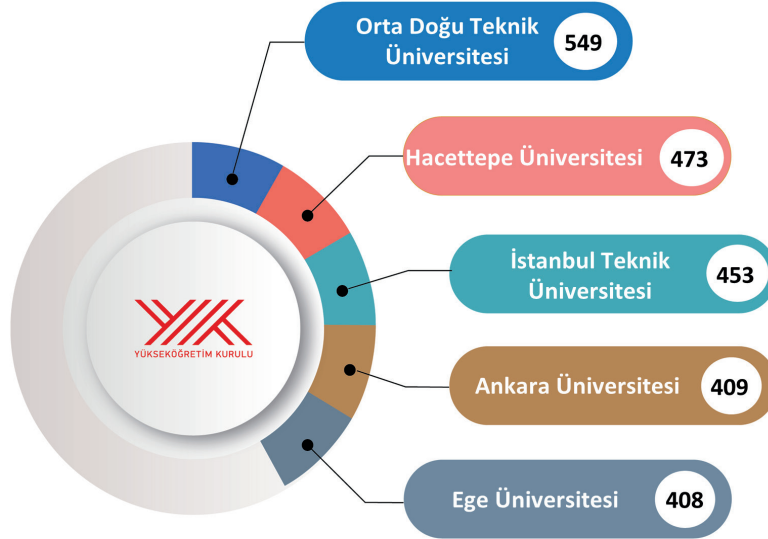 Orta Doğu Teknik
Üniversitesi
549
Hacettepe Üniversitesi
473
İstanbul Teknik
Üniversitesi
453
YÜKSEKÖĞRETİM KURULU
Ankara Üniversitesi
409
Ege Üniversitesi
408